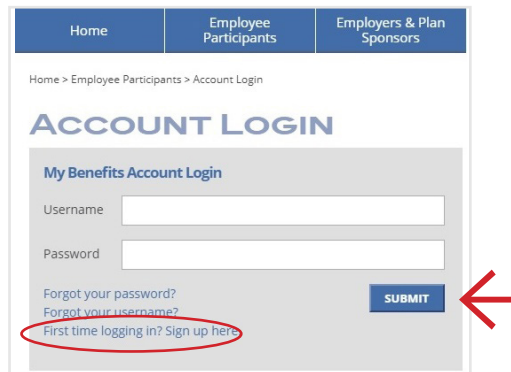 Home
Employee Participants
Employers & Plan Sponsors
Home > Employee Participants > Account Login
ACCOUNT LOGIN
My Benefits Account Login
Username
Password
Forgot your password?
SUBMIT
Forgot your username?
First time logging in? Sign up here